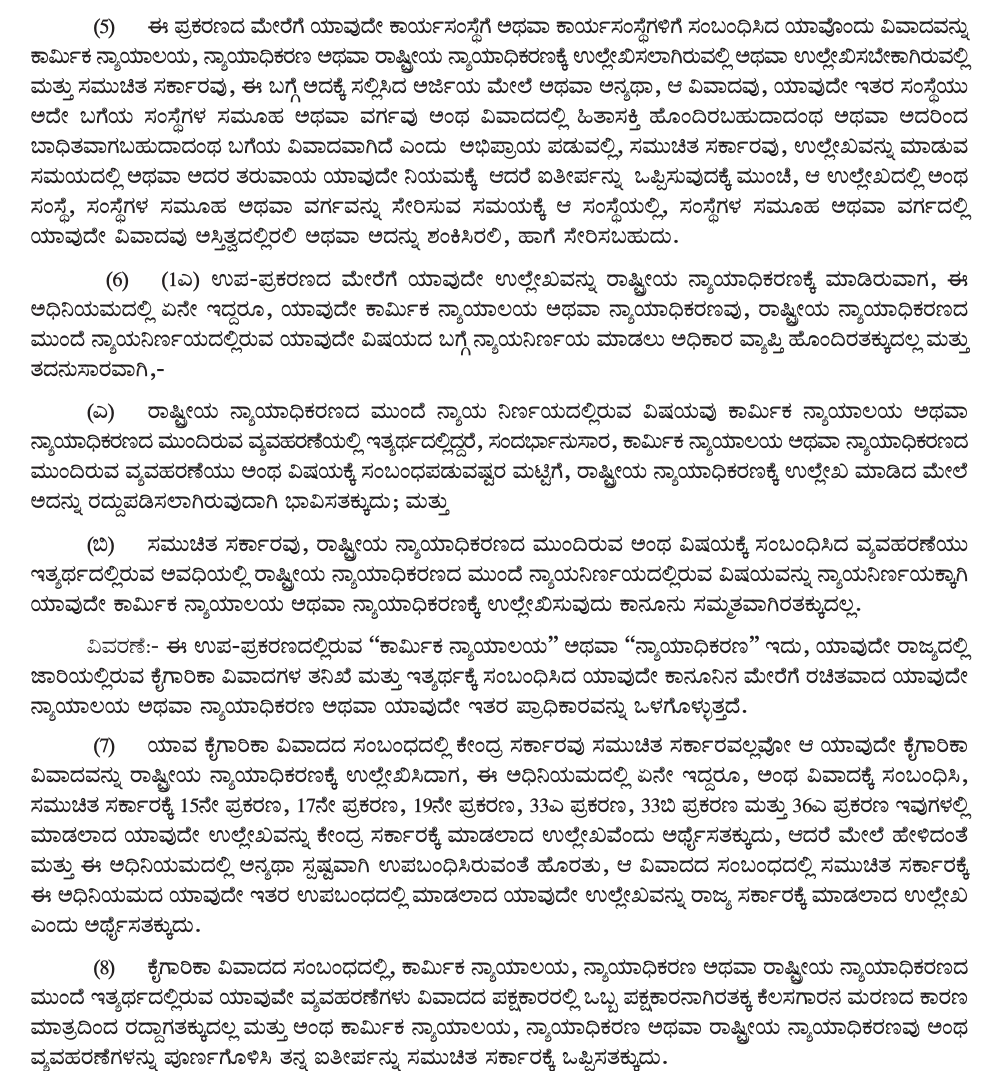 (5) ಈ ಪ್ರಕರಣದ ಮೇರೆಗೆ ಯಾವುದೇ ಕಾರ್ಯಸಂಸ್ಥೆಗೆ ಅಥವಾ ಕಾರ್ಯಸಂಸ್ಥೆಗಳಿಗೆ ಸಂಬಂಧಿಸಿದ ಯಾವೊಂದು ವಿವಾದವನ್ನು
ಕಾರ್ಮಿಕ ನ್ಯಾಯಾಲಯ, ನ್ಯಾಯಾಧಿಕರಣ ಅಥವಾ ರಾಷ್ಟ್ರೀಯ ನ್ಯಾಯಾಧಿಕರಣಕ್ಕೆ ಉಲ್ಲೇಖಿಸಲಾಗಿರುವಲ್ಲಿ ಅಥವಾ ಉಲ್ಲೇಖಿಸಬೇಕಾಗಿರುವಲ್ಲಿ
ಮತ್ತು ಸಮುಚಿತ ಸರ್ಕಾರವು, ಈ ಬಗ್ಗೆ ಅದಕ್ಕೆ ಸಲ್ಲಿಸಿದ ಅರ್ಜಿಯ ಮೇಲೆ ಅಥವಾ ಅನ್ಯಥಾ, ಆ ವಿವಾದವು, ಯಾವುದೇ ಇತರ ಸಂಸ್ಥೆಯು
ಅದೇ ಬಗೆಯ ಸಂಸ್ಥೆಗಳ ಸಮೂಹ ಅಥವಾ ವರ್ಗವು ಅಂಥ ವಿವಾದದಲ್ಲಿ ಹಿತಾಸಕ್ತಿ ಹೊಂದಿರಬಹುದಾದಂಥ ಅಥವಾ ಅದರಿಂದ
ಬಾಧಿತವಾಗಬಹುದಾದಂಥ ಬಗೆಯ ವಿವಾದವಾಗಿದೆ ಎಂದು ಅಭಿಪ್ರಾಯ ಪಡುವಲ್ಲಿ, ಸಮುಚಿತ ಸರ್ಕಾರವು, ಉಲ್ಲೇಖವನ್ನು ಮಾಡುವ
ಸಮಯದಲ್ಲಿ ಅಥವಾ ಅದರ ತರುವಾಯ ಯಾವುದೇ ನಿಯಮಕ್ಕೆ ಆದರೆ ಐತೀರ್ಪನ್ನು ಒಪ್ಪಿಸುವುದಕ್ಕೆ ಮುಂಚೆ, ಆ ಉಲ್ಲೇಖದಲ್ಲಿ ಅಂಥ
ಸಂಸ್ಥೆ, ಸಂಸ್ಥೆಗಳ ಸಮೂಹ ಅಥವಾ ವರ್ಗವನ್ನು ಸೇರಿಸುವ ಸಮಯಕ್ಕೆ ಆ ಸಂಸ್ಥೆಯಲ್ಲಿ, ಸಂಸ್ಥೆಗಳ ಸಮೂಹ ಅಥವಾ ವರ್ಗದಲ್ಲಿ
ಯಾವುದೇ ವಿವಾದವು ಅಸ್ತಿತ್ವದಲ್ಲಿರಲಿ ಅಥವಾ ಅದನ್ನು ಶಂಕಿಸಿರಲಿ, ಹಾಗೆ ಸೇರಿಸಬಹುದು.
(6) (1ಎ) ಉಪ-ಪ್ರಕರಣದ ಮೇರೆಗೆ ಯಾವುದೇ ಉಲ್ಲೇಖವನ್ನು ರಾಷ್ಟ್ರೀಯ ನ್ಯಾಯಾಧಿಕರಣಕ್ಕೆ ಮಾಡಿರುವಾಗ, ಈ
ಅಧಿನಿಯಮದಲ್ಲಿ ಏನೇ ಇದ್ದರೂ, ಯಾವುದೇ ಕಾರ್ಮಿಕ ನ್ಯಾಯಾಲಯ ಅಥವಾ ನ್ಯಾಯಾಧಿಕರಣವು, ರಾಷ್ಟ್ರೀಯ ನ್ಯಾಯಾಧಿಕರಣದ
ಮುಂದೆ ನ್ಯಾಯನಿರ್ಣಯದಲ್ಲಿರುವ ಯಾವುದೇ ವಿಷಯದ ಬಗ್ಗೆ ನ್ಯಾಯನಿರ್ಣಯ ಮಾಡಲು ಅಧಿಕಾರ ವ್ಯಾಪ್ತಿ ಹೊಂದಿರತಕ್ಕುದಲ್ಲ ಮತ್ತು
ತದನುಸಾರವಾಗಿ,-
(ಎ) ರಾಷ್ಟ್ರೀಯ ನ್ಯಾಯಾಧಿಕರಣದ ಮುಂದೆ ನ್ಯಾಯ ನಿರ್ಣಯದಲ್ಲಿರುವ ವಿಷಯವು ಕಾರ್ಮಿಕ ನ್ಯಾಯಾಲಯ ಅಥವಾ
ನ್ಯಾಯಾಧಿಕರಣದ ಮುಂದಿರುವ ವ್ಯವಹರಣೆಯಲ್ಲಿ ಇತ್ಯರ್ಥದಲ್ಲಿದ್ದರೆ, ಸಂದರ್ಭಾನುಸಾರ, ಕಾರ್ಮಿಕ ನ್ಯಾಯಾಲಯ ಅಥವಾ ನ್ಯಾಯಾಧಿಕರಣದ
ಮುಂದಿರುವ ವ್ಯವಹರಣೆಯು ಅಂಥ ವಿಷಯಕ್ಕೆ ಸಂಬಂಧಪಡುವಷ್ಟರ ಮಟ್ಟಿಗೆ, ರಾಷ್ಟ್ರೀಯ ನ್ಯಾಯಾಧಿಕರಣಕ್ಕೆ ಉಲ್ಲೇಖ ಮಾಡಿದ ಮೇಲೆ
ಅದನ್ನು ರದ್ದುಪಡಿಸಲಾಗಿರುವುದಾಗಿ ಭಾವಿಸತಕ್ಕುದು; ಮತ್ತು
(ಬಿ) ಸಮುಚಿತ ಸರ್ಕಾರವು, ರಾಷ್ಟ್ರೀಯ ನ್ಯಾಯಾಧಿಕರಣದ ಮುಂದಿರುವ ಅಂಥ ವಿಷಯಕ್ಕೆ ಸಂಬಂಧಿಸಿದ ವ್ಯವಹರಣೆಯು
ಇತ್ಯರ್ಥದಲ್ಲಿರುವ ಅವಧಿಯಲ್ಲಿ ರಾಷ್ಟ್ರೀಯ ನ್ಯಾಯಾಧಿಕರಣದ ಮುಂದೆ ನ್ಯಾಯನಿರ್ಣಯದಲ್ಲಿರುವ ವಿಷಯವನ್ನು ನ್ಯಾಯನಿರ್ಣಯಕ್ಕಾಗಿ
ಯಾವುದೇ ಕಾರ್ಮಿಕ ನ್ಯಾಯಾಲಯ ಅಥವಾ ನ್ಯಾಯಾಧಿಕರಣಕ್ಕೆ ಉಲ್ಲೇಖಿಸುವುದು ಕಾನೂನು ಸಮ್ಮತವಾಗಿರತಕ್ಕುದಲ್ಲ.
ವಿವರಣೆ:- ಈ ಉಪ-ಪ್ರಕರಣದಲ್ಲಿರುವ “ಕಾರ್ಮಿಕ ನ್ಯಾಯಾಲಯ” ಅಥವಾ “ನ್ಯಾಯಾಧಿಕರಣ” ಇದು, ಯಾವುದೇ ರಾಜ್ಯದಲ್ಲಿ
ಜಾರಿಯಲ್ಲಿರುವ ಕೈಗಾರಿಕಾ ವಿವಾದಗಳ ತನಿಖೆ ಮತ್ತು ಇತ್ಯರ್ಥಕ್ಕೆ ಸಂಬಂಧಿಸಿದ ಯಾವುದೇ ಕಾನೂನಿನ ಮೇರೆಗೆ ರಚಿತವಾದ ಯಾವುದೇ
ನ್ಯಾಯಾಲಯ ಅಥವಾ ನ್ಯಾಯಾಧಿಕರಣ ಅಥವಾ ಯಾವುದೇ ಇತರ ಪ್ರಾಧಿಕಾರವನ್ನು ಒಳಗೊಳ್ಳುತ್ತದೆ.
(7) ಯಾವ ಕೈಗಾರಿಕಾ ವಿವಾದದ ಸಂಬಂಧದಲ್ಲಿ ಕೇಂದ್ರ ಸರ್ಕಾರವು ಸಮುಚಿತ ಸರ್ಕಾರವಲ್ಲವೋ ಆ ಯಾವುದೇ ಕೈಗಾರಿಕಾ
ವಿವಾದವನ್ನು ರಾಷ್ಟ್ರೀಯ ನ್ಯಾಯಾಧಿಕರಣಕ್ಕೆ ಉಲ್ಲೇಖಿಸಿದಾಗ, ಈ ಅಧಿನಿಯಮದಲ್ಲಿ ಏನೇ ಇದ್ದರೂ, ಅಂಥ ವಿವಾದಕ್ಕೆ ಸಂಬಂಧಿಸಿ,
ಸಮುಚಿತ ಸರ್ಕಾರಕ್ಕೆ 15ನೇ ಪ್ರಕರಣ, 17ನೇ ಪ್ರಕರಣ, 19ನೇ ಪ್ರಕರಣ, 33ಎ ಪ್ರಕರಣ, 33ಬಿ ಪ್ರಕರಣ ಮತ್ತು 36ಎ ಪ್ರಕರಣ ಇವುಗಳಲ್ಲಿ
ಮಾಡಲಾದ ಯಾವುದೇ ಉಲ್ಲೇಖವನ್ನು ಕೇಂದ್ರ ಸರ್ಕಾರಕ್ಕೆ ಮಾಡಲಾದ ಉಲ್ಲೇಖವೆಂದು ಅರ್ಥೈಸತಕ್ಕುದು, ಆದರೆ ಮೇಲೆ ಹೇಳಿದಂತೆ
ಮತ್ತು ಈ ಅಧಿನಿಯಮದಲ್ಲಿ ಅನ್ಯಥಾ ಸ್ಪಷ್ಟವಾಗಿ ಉಪಬಂಧಿಸಿರುವಂತೆ ಹೊರತು, ಆ ವಿವಾದದ ಸಂಬಂಧದಲ್ಲಿ ಸಮುಚಿತ ಸರ್ಕಾರಕ್ಕೆ
ಈ ಅಧಿನಿಯಮದ ಯಾವುದೇ ಇತರ ಉಪಬಂಧದಲ್ಲಿ ಮಾಡಲಾದ ಯಾವುದೇ ಉಲ್ಲೇಖವನ್ನು ರಾಜ್ಯ ಸರ್ಕಾರಕ್ಕೆ ಮಾಡಲಾದ ಉಲ್ಲೇಖ
ಎಂದು ಅರ್ಥೈಸತಕ್ಕುದು.
(8) ಕೈಗಾರಿಕಾ ವಿವಾದದ ಸಂಬಂಧದಲ್ಲಿ, ಕಾರ್ಮಿಕ ನ್ಯಾಯಾಲಯ, ನ್ಯಾಯಾಧಿಕರಣ ಅಥವಾ ರಾಷ್ಟ್ರೀಯ ನ್ಯಾಯಾಧಿಕರಣದ
ಮುಂದೆ ಇತ್ಯರ್ಥದಲ್ಲಿರುವ ಯಾವುವೇ ವ್ಯವಹರಣೆಗಳು ವಿವಾದದ ಪಕ್ಷಕಾರರಲ್ಲಿ ಒಬ್ಬ ಪಕ್ಷಕಾರನಾಗಿರತಕ್ಕ ಕೆಲಸಗಾರನ ಮರಣದ ಕಾರಣ
ಮಾತ್ರದಿಂದ ರದ್ದಾಗತಕ್ಕುದಲ್ಲ ಮತ್ತು ಅಂಥ ಕಾರ್ಮಿಕ ನ್ಯಾಯಾಲಯ, ನ್ಯಾಯಾಧಿಕರಣ ಅಥವಾ ರಾಷ್ಟ್ರೀಯ ನ್ಯಾಯಾಧಿಕರಣವು ಅಂಥ
ವ್ಯವಹರಣೆಗಳನ್ನು ಪೂರ್ಣಗೊಳಿಸಿ ತನ್ನ ಐತೀರ್ಪನ್ನು ಸಮುಚಿತ ಸರ್ಕಾರಕ್ಕೆ ಒಪ್ಪಿಸತಕ್ಕುದು.